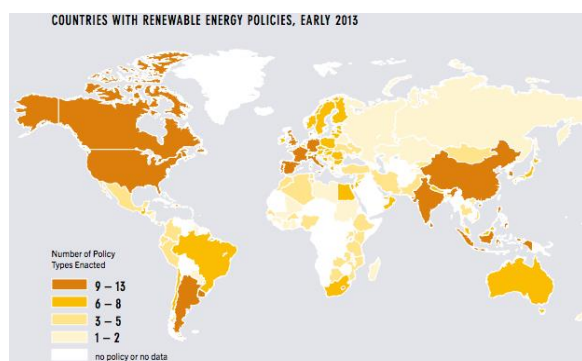 COUNTRIES WITH RENEWABLE ENERGY POLICIES, EARLY 2013
Number of Policy
Types Enacted
9 – 13
6 – 8
3 – 5
1 – 2
no policy or no data